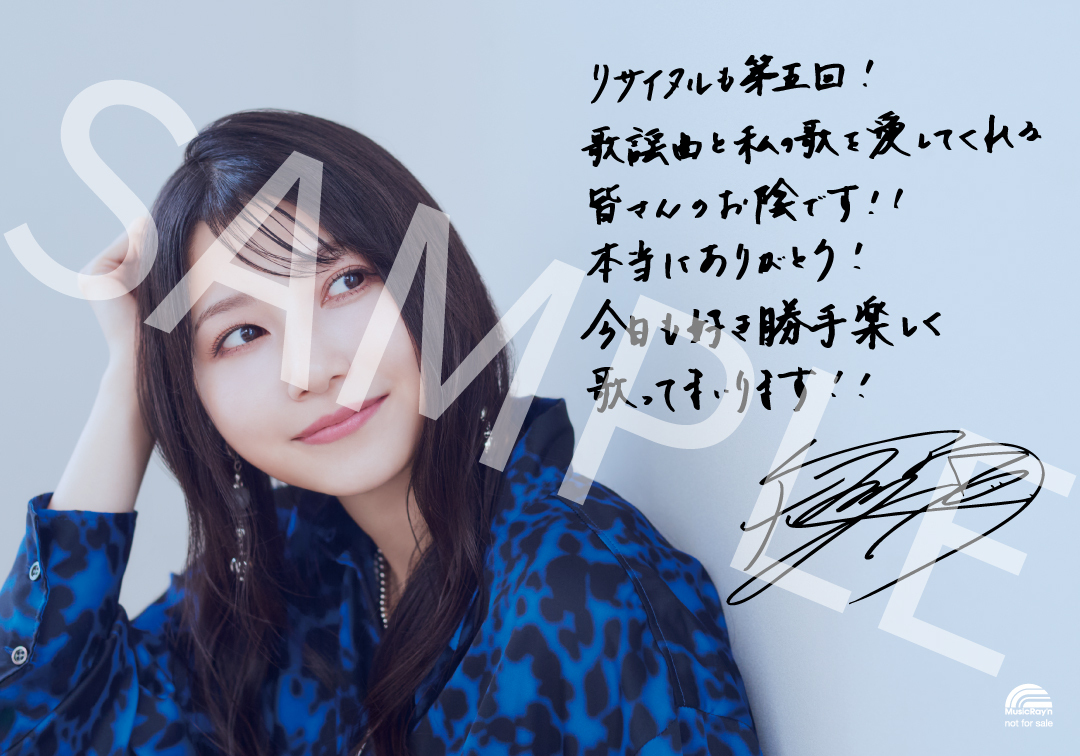 リサイタルも第五回！
歌謡曲と私の歌を愛してくれる
皆さんのお陰です！！
本当にありがとう！
今日も好き勝手楽しく
歌ってまいります！！
SAMPLE
MusicRay'n
not for sale